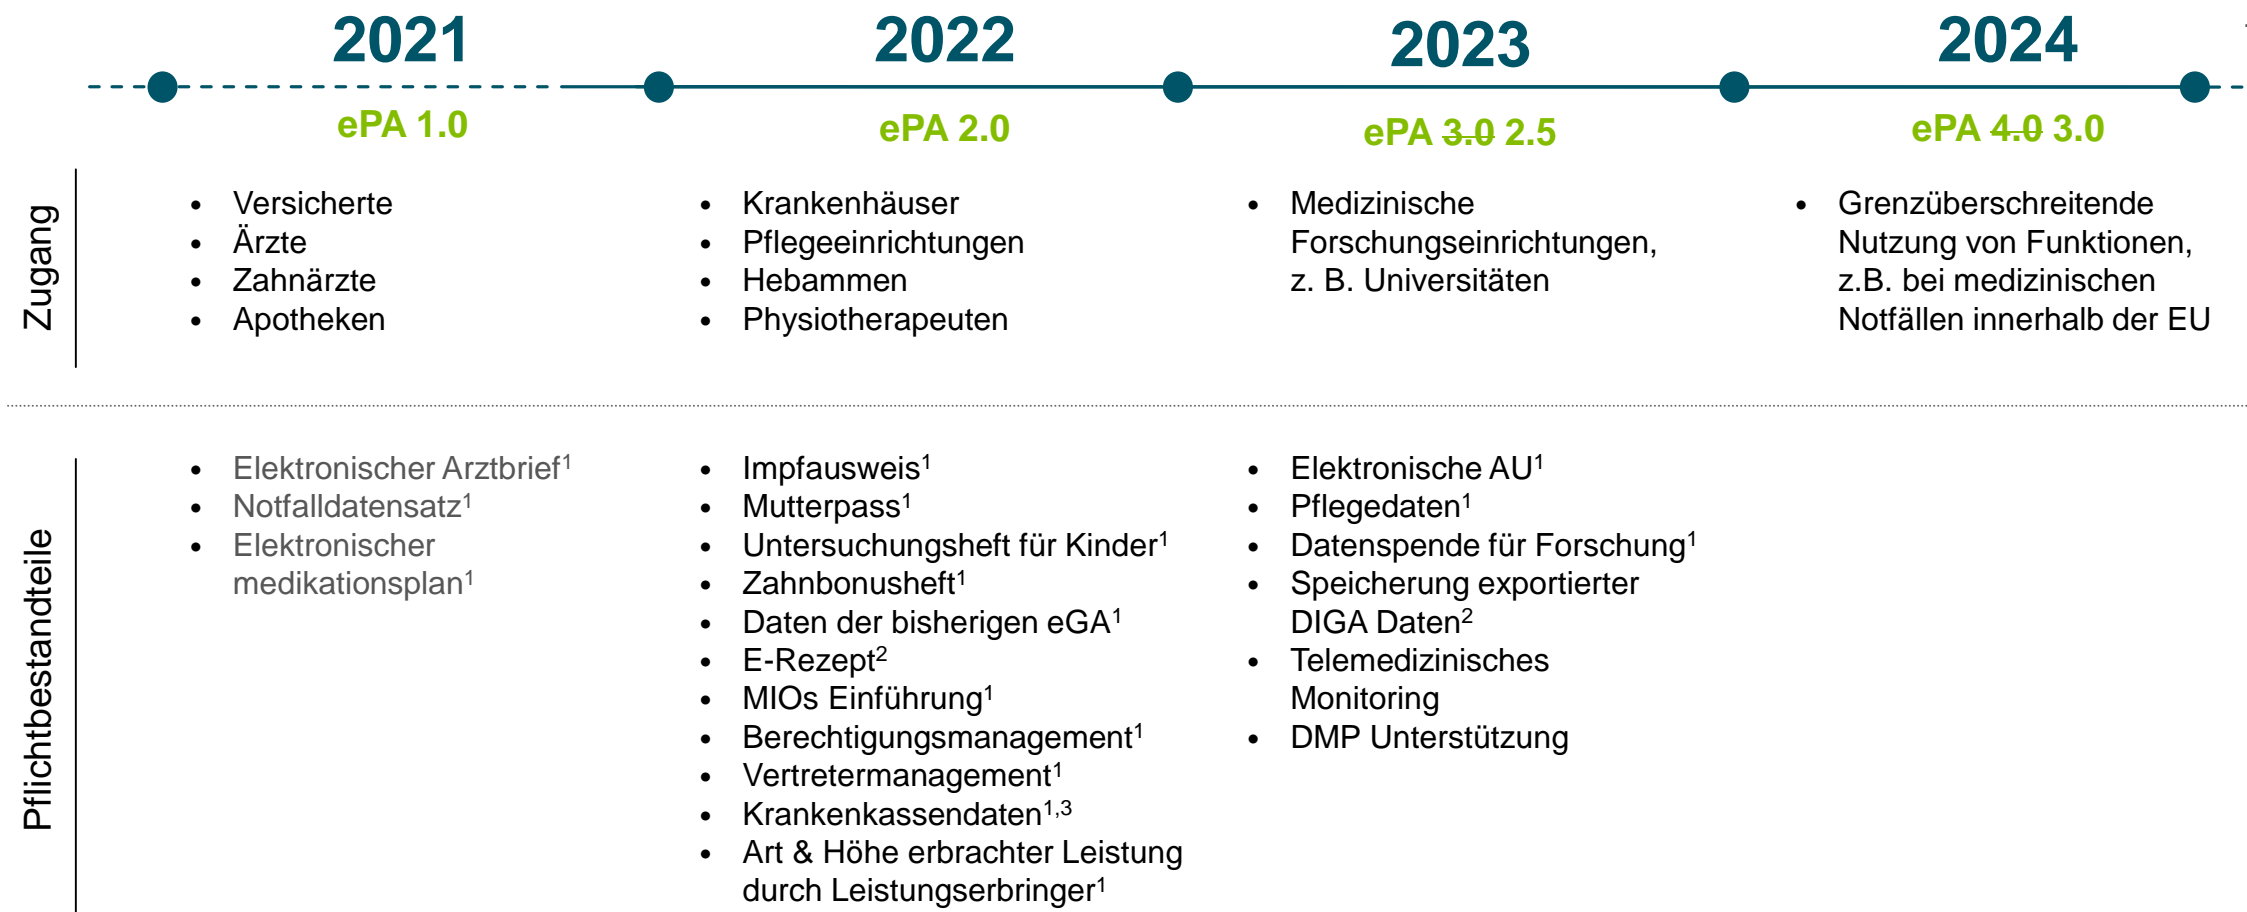 2021
2022
2023
2024
ePA 1.0
ePA 2.0
ePA 3.0 2.5
ePA 4.0 3.0
Zugang
• Versicherte
• Ärzte
• Zahnärzte
• Apotheken
• Krankenhäuser
• Pflegeeinrichtungen
• Hebammen
• Physiotherapeuten
• Medizinische
Forschungseinrichtungen,
z. B. Universitäten
• Grenzüberschreitende
Nutzung von Funktionen,
z.B. bei medizinischen
Notfällen innerhalb der EU
Pflichtbestandteile
• Elektronischer Arztbrief¹
• Notfalldatensatz¹
• Elektronischer
medikationsplan¹
• Impfausweis¹
• Mutterpass¹
• Untersuchungsheft für Kinder¹
• Zahnbonusheft¹
• Daten der bisherigen eGA¹
• E-Rezept²
• MIOs Einführung¹
• Berechtigungsmanagement¹
• Vertretermanagement¹
• Krankenkassendaten¹,³
• Art & Höhe erbrachter Leistung
durch Leistungserbringer¹
• Elektronische AU¹
• Pflegedaten¹
• Datenspende für Forschung¹
• Speicherung exportierter
DIGA Daten²
• Telemedizinisches
Monitoring
• DMP Unterstützung